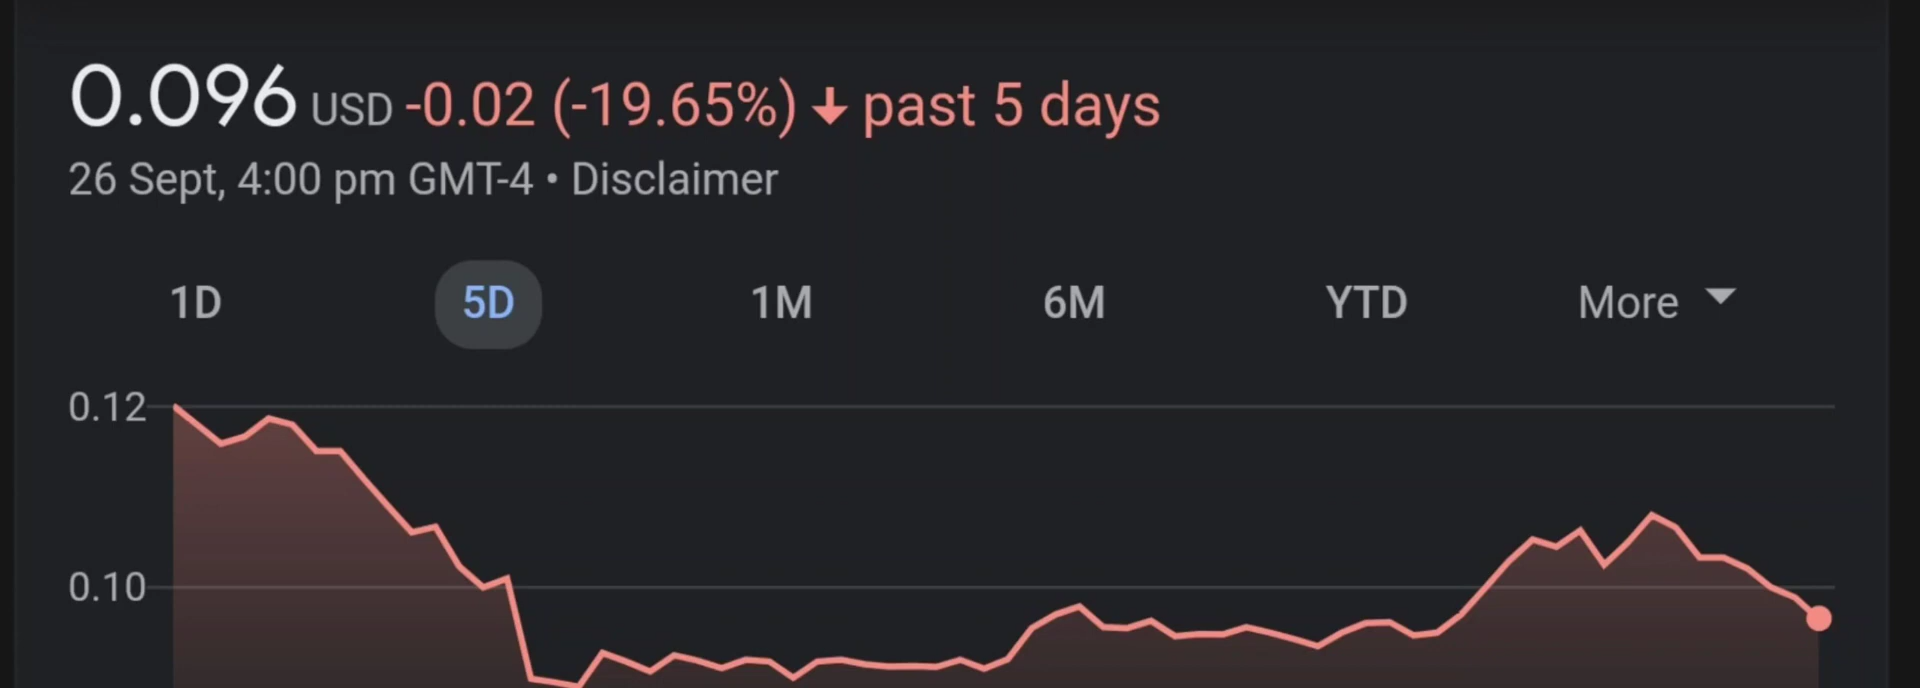 0.096 USD -0.02 (-19.65%) ↓ past 5 days
26 Sept, 4:00 pm GMT-4 • Disclaimer
1D 5D 1M 6M YTD More
0.12
0.10